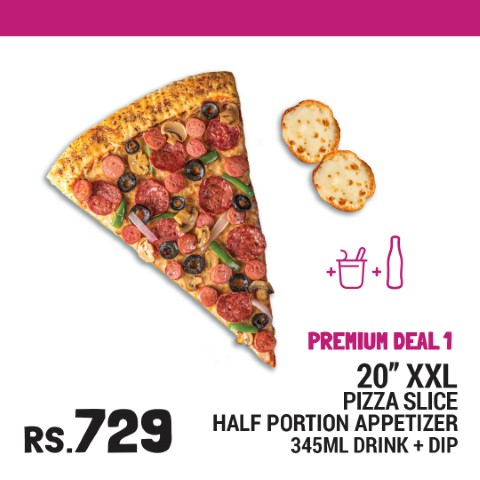 + +
PREMIUM DEAL 1
20” XXL
PIZZA SLICE
HALF PORTION APPETIZER
345ML DRINK + DIP
RS.729